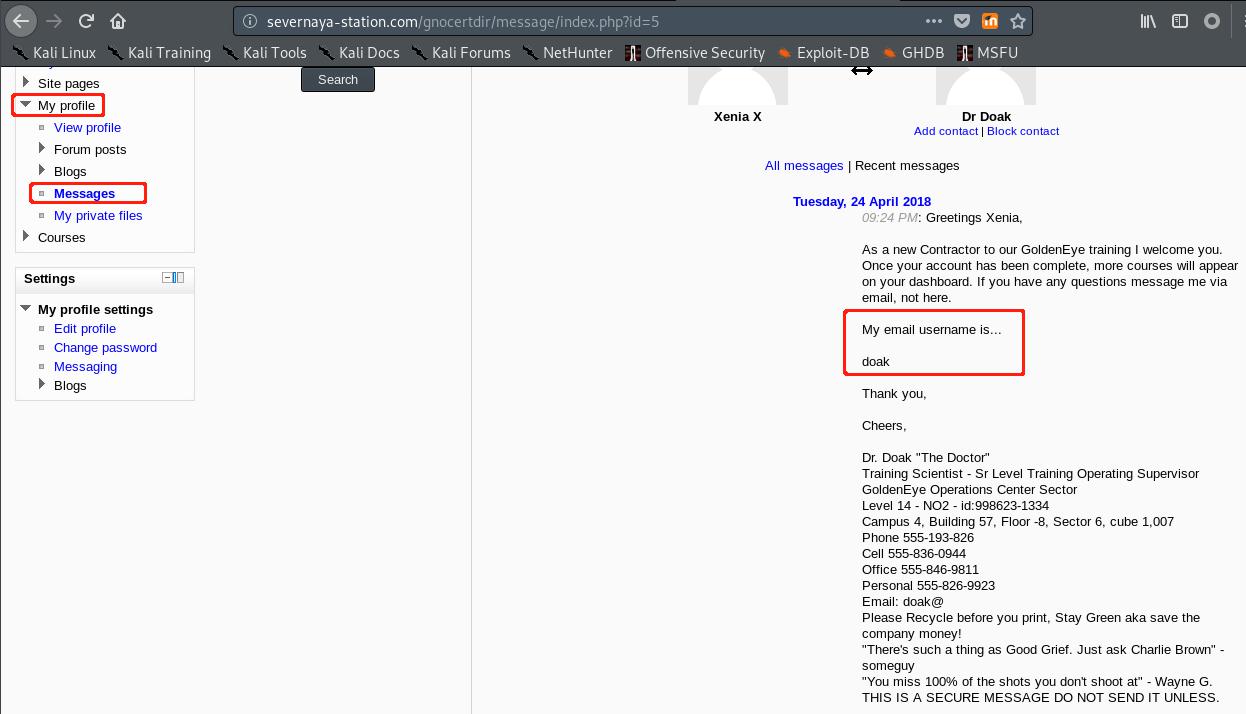 severnaya-station.com/gnocertdir/message/index.php?id=5
Kali Linux Kali Training Kali Tools Kali Docs Kali Forums NetHunter Offensive Security Exploit-DB GHDB MSFU
Site pages
My profile
View profile
Forum posts
Blogs
Messages
My private files
Courses
Settings
My profile settings
Edit profile
Change password
Messaging
Blogs
Search
Xenia X
Dr Doak
Add contact | Block contact
All messages | Recent messages
Tuesday, 24 April 2018
09:24 PM: Greetings Xenia,
As a new Contractor to our GoldenEye training I welcome you.
Once your account has been complete, more courses will appear
on your dashboard. If you have any questions message me via
email, not here.
My email username is...
doak
Thank you,
Cheers,
Dr. Doak "The Doctor"
Training Scientist - Sr Level Training Operating Supervisor
GoldenEye Operations Center Sector
Level 14 - NO2 - id:998623-1334
Campus 4, Building 57, Floor -8, Sector 6, cube 1,007
Phone 555-193-826
Cell 555-836-0944
Office 555-846-9811
Personal 555-826-9923
Email: doak@
Please Recycle before you print, Stay Green aka save the
company money!
"There's such a thing as Good Grief. Just ask Charlie Brown" -
someguy
"You miss 100% of the shots you don't shoot at" - Wayne G.
THIS IS A SECURE MESSAGE DO NOT SEND IT UNLESS.